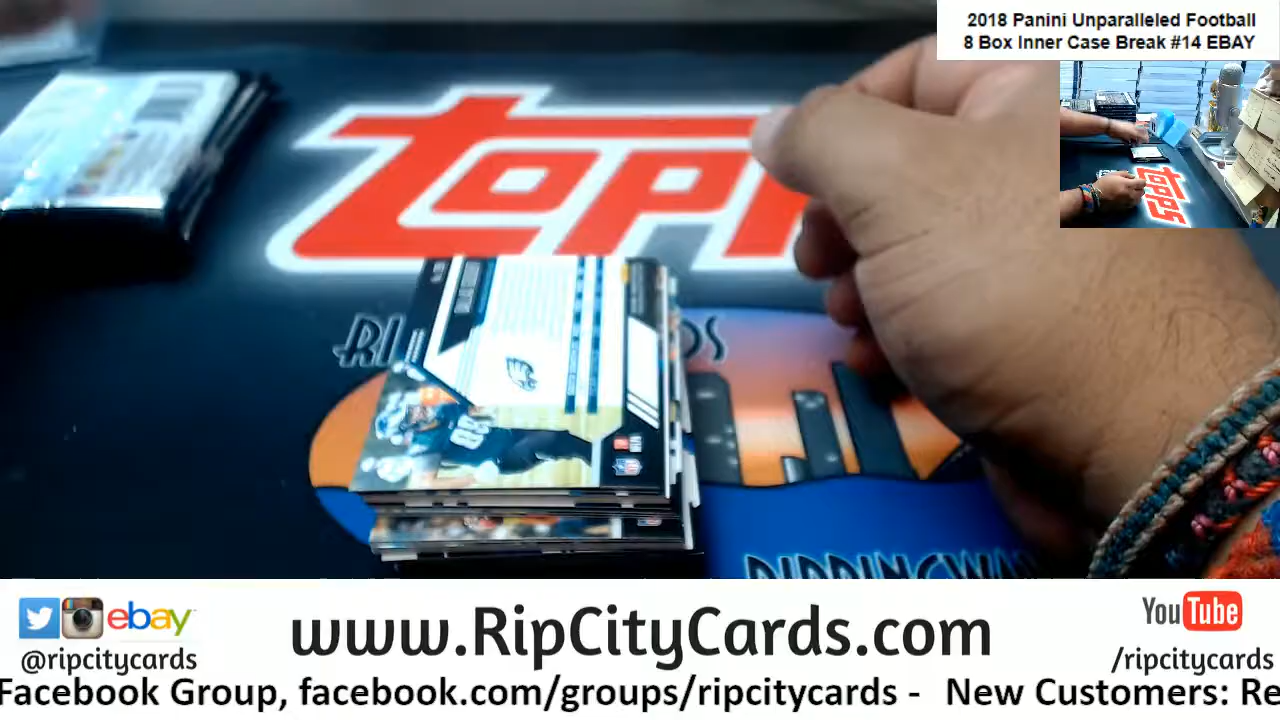 2018 Panini Unparalleled Football
8 Box Inner Case Break #14 EBAY
topps
88
ebay
@ripcitycards
www.RipCityCards.com
YouTube
/ripcitycards
Facebook Group, facebook.com/groups/ripcitycards - New Customers: Re